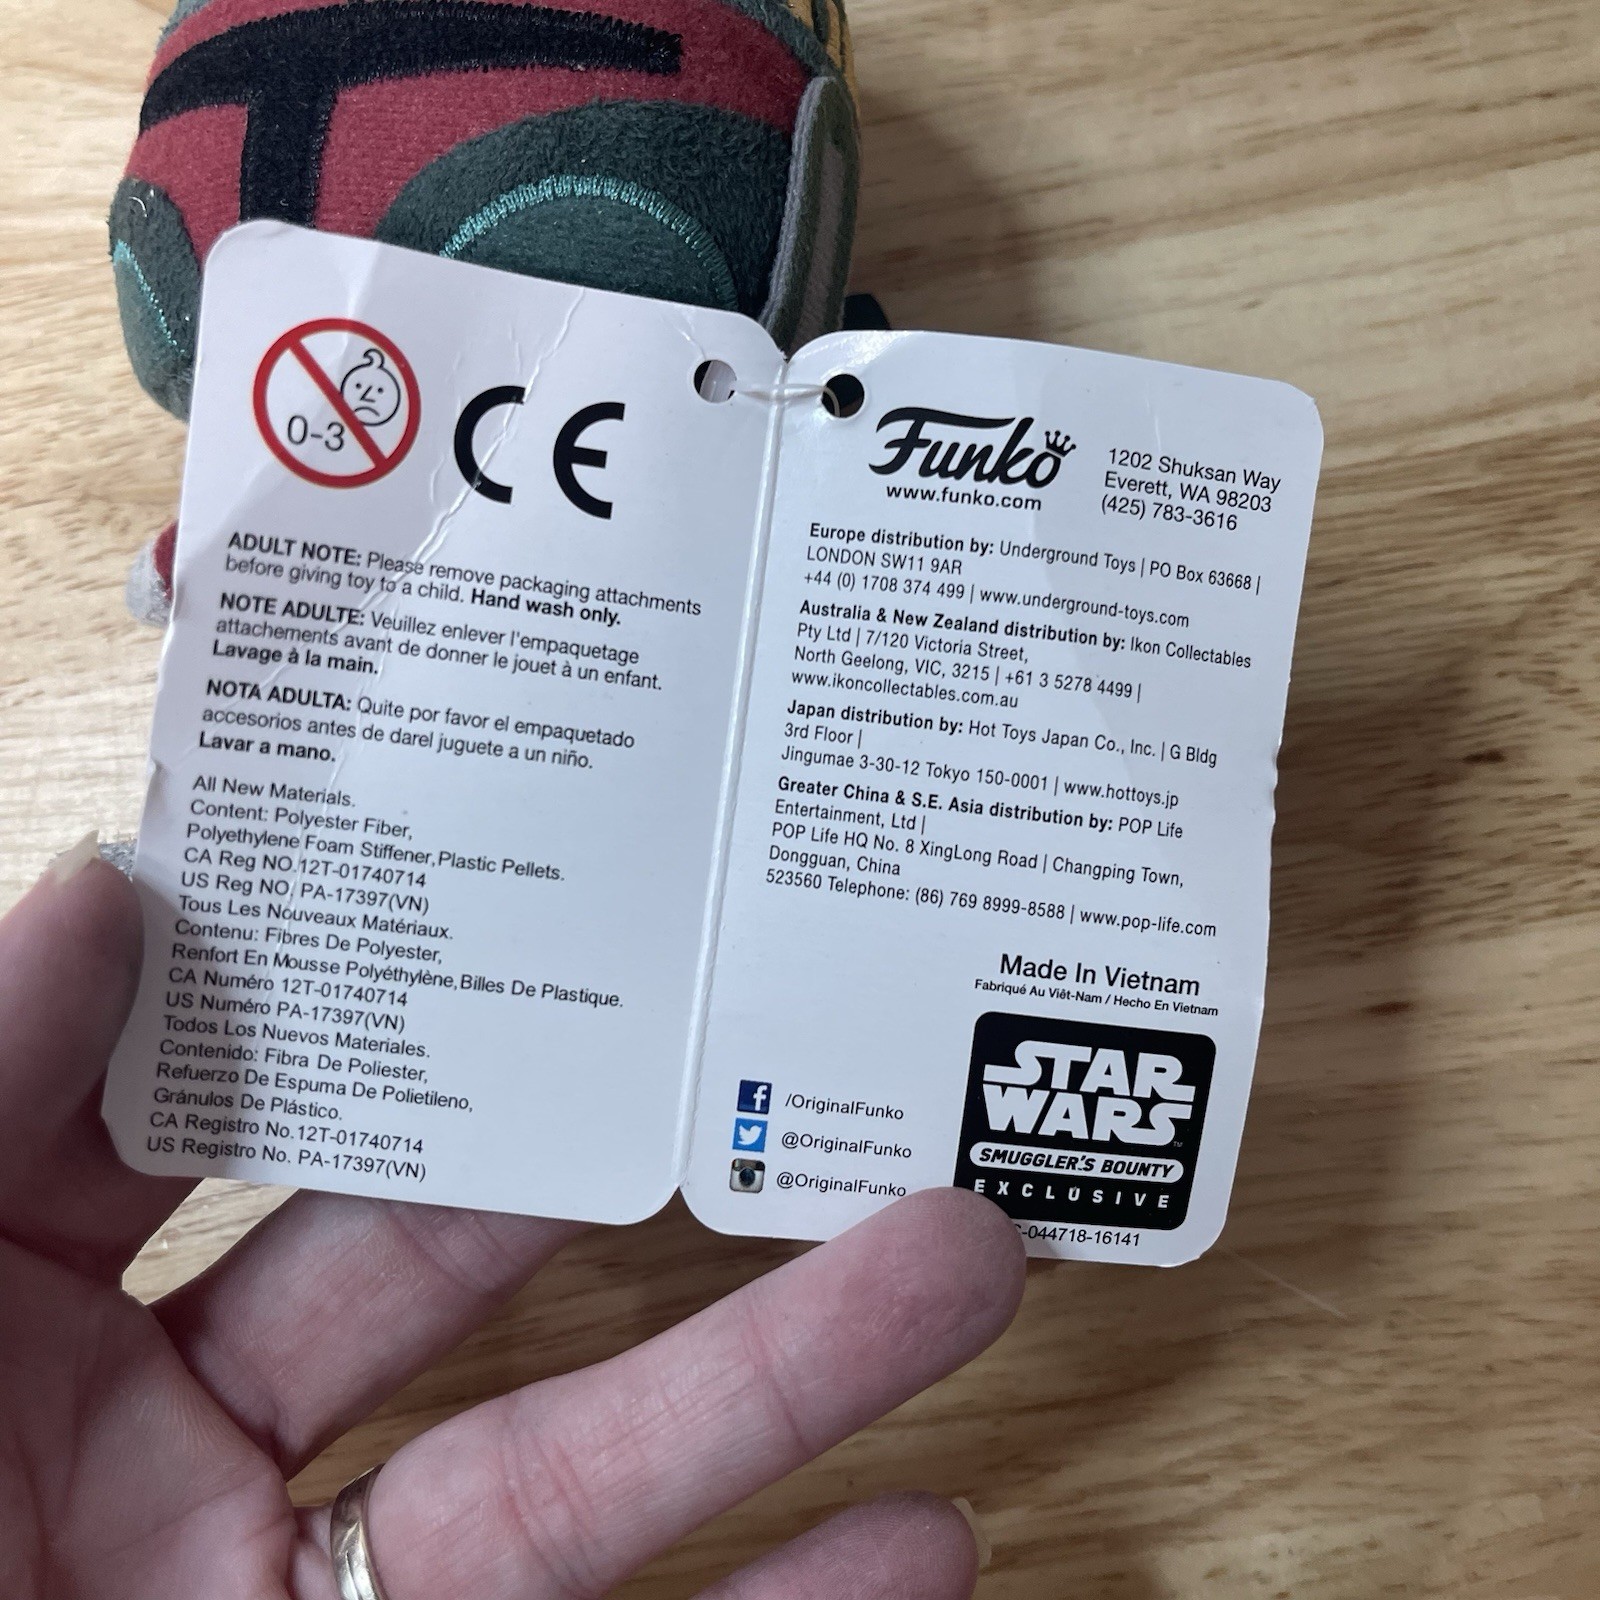 0-3
CE
ADULT NOTE: Please remove packaging attachments
before giving toy to a child. Hand wash only.
NOTE ADULTE: Veuillez enlever l'empaquetage
attachements avant de donner le jouet à un enfant.
Lavage à la main.
NOTA ADULTA: Quite por favor el empaquetado
accesorios antes de darel juguete a un niño.
Lavar a mano.
All New Materials.
Content: Polyester Fiber,
Polyethylene Foam Stiffener,Plastic Pellets.
CA Reg NO.12T-01740714
US Reg NO. PA-17397(VN)
Tous Les Nouveaux Matériaux.
Contenu: Fibres De Polyester,
Renfort En Mousse Polyéthylène,Billes De Plastique.
CA Numéro 12T-01740714
US Numéro PA-17397(VN)
Todos Los Nuevos Materiales.
Contenido: Fibra De Poliester,
Refuerzo De Espuma De Polietileno,
Gránulos De Plástico.
CA Registro No.12T-01740714
US Registro No. PA-17397(VN)
Funko
www.funko.com
1202 Shuksan Way
Everett, WA 98203
(425) 783-3616
Europe distribution by: Underground Toys | PO Box 63668 |
LONDON SW11 9AR
+44 (0) 1708 374 499 | www.underground-toys.com
Australia & New Zealand distribution by: Ikon Collectables
Pty Ltd | 7/120 Victoria Street,
North Geelong, VIC, 3215 | +61 3 5278 4499 |
www.ikoncollectables.com.au
Japan distribution by: Hot Toys Japan Co., Inc. | G Bldg
3rd Floor |
Jingumae 3-30-12 Tokyo 150-0001 | www.hottoys.jp
Greater China & S.E. Asia distribution by: POP Life
Entertainment, Ltd |
POP Life HQ No. 8 XingLong Road | Changping Town,
Dongguan, China
523560 Telephone: (86) 769 8999-8588 | www.pop-life.com
Made In Vietnam
Fabriqué Au Viêt-Nam / Hecho En Vietnam
/OriginalFunko
@OriginalFunko
@OriginalFunko
STAR
WARS
TM
SMUGGLER'S BOUNTY
EXCLUSIVE
-044718-16141